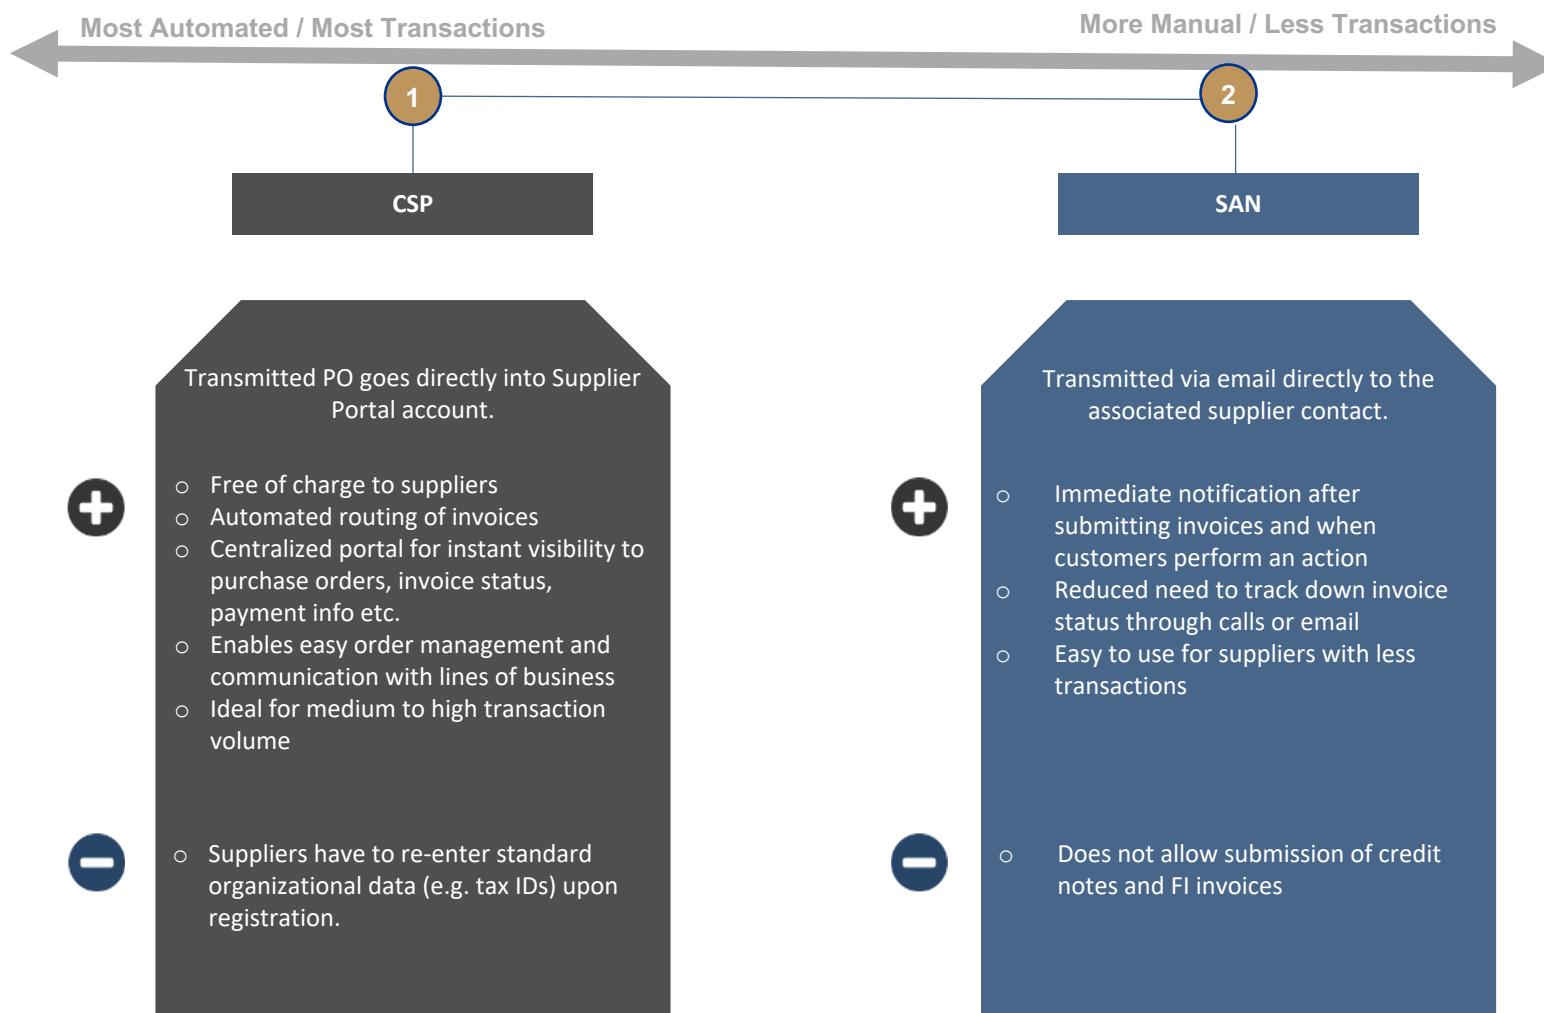 Most Automated / Most Transactions
More Manual / Less Transactions
1
2
CSP
SAN
Transmitted PO goes directly into Supplier
Portal account.
o Free of charge to suppliers
o Automated routing of invoices
o Centralized portal for instant visibility to
purchase orders, invoice status,
payment info etc.
o Enables easy order management and
communication with lines of business
o Ideal for medium to high transaction
volume
o Suppliers have to re-enter standard
organizational data (e.g. tax IDs) upon
registration.
Transmitted via email directly to the
associated supplier contact.
o Immediate notification after
submitting invoices and when
customers perform an action
o Reduced need to track down invoice
status through calls or email
o Easy to use for suppliers with less
transactions
o Does not allow submission of credit
notes and FI invoices